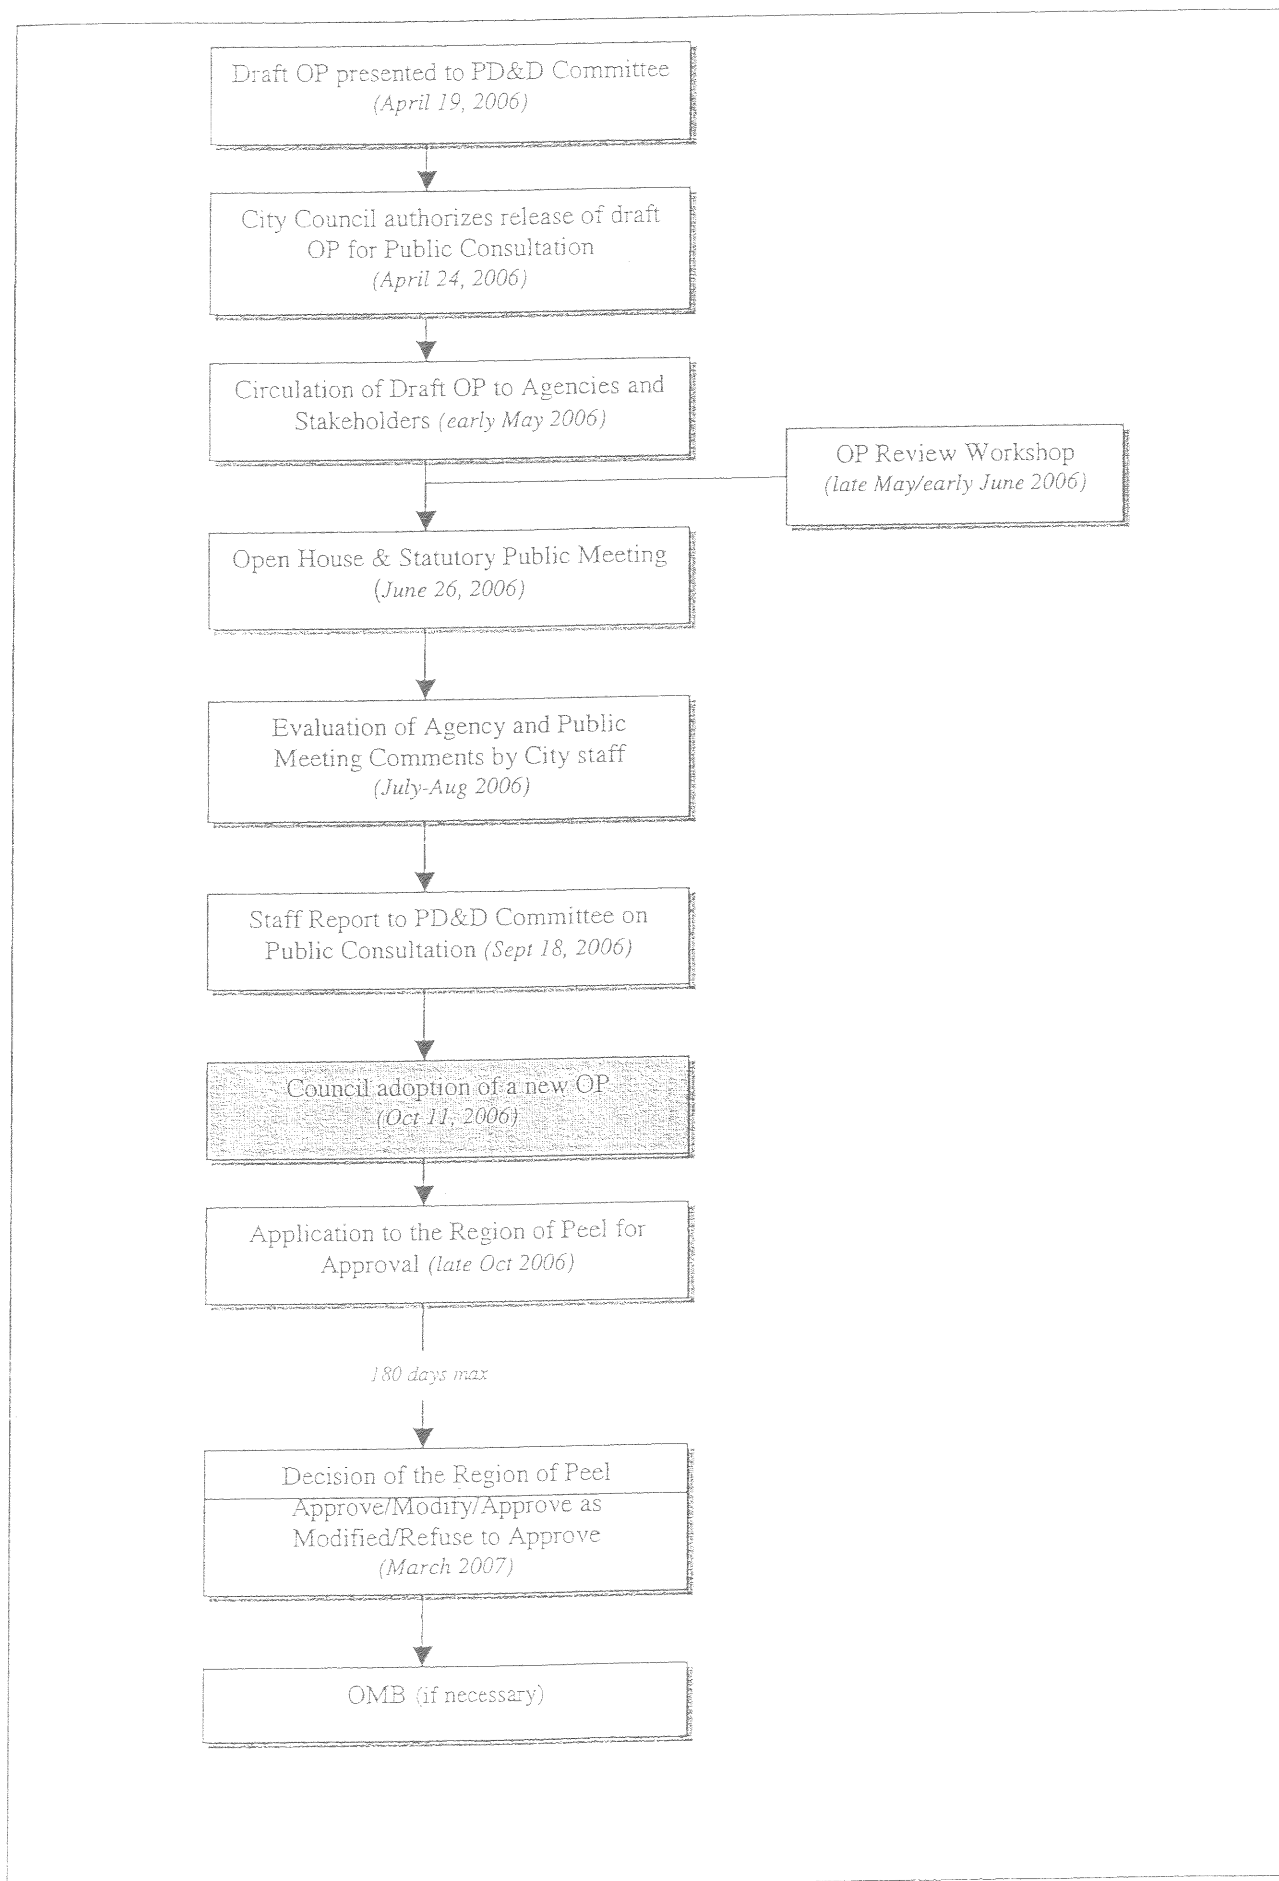 Draft OP presented to PD&D Committee
(April 19, 2006)
City Council authorizes release of draft
OP for Public Consultation
(April 24, 2006)
Circulation of Draft OP to Agencies and
Stakeholders (early May 2006)
OP Review Workshop
(late May/early June 2006)
Open House & Statutory Public Meeting
(June 26, 2006)
Evaluation of Agency and Public
Meeting Comments by City staff
(July-Aug 2006)
Staff Report to PD&D Committee on
Public Consultation (Sept 18, 2006)
Council adoption of a new OP
(Oct 11, 2006)
Application to the Region of Peel for
Approval (late Oct 2006)
180 days max
Decision of the Region of Peel
Approve/Modify/Approve as
Modified/Refuse to Approve
(March 2007)
OMB (if necessary)